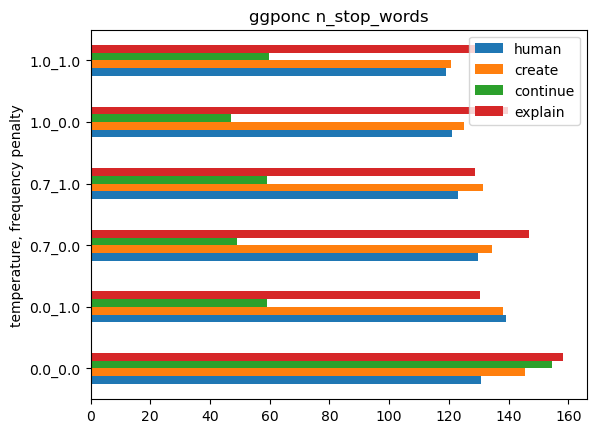 ggponc n_stop_words
human
create
continue
explain
temperature, frequency penalty
1.0_1.0
1.0_0.0
0.7_1.0
0.7_0.0
0.0_1.0
0.0_0.0
0 20 40 60 80 100 120 140 160